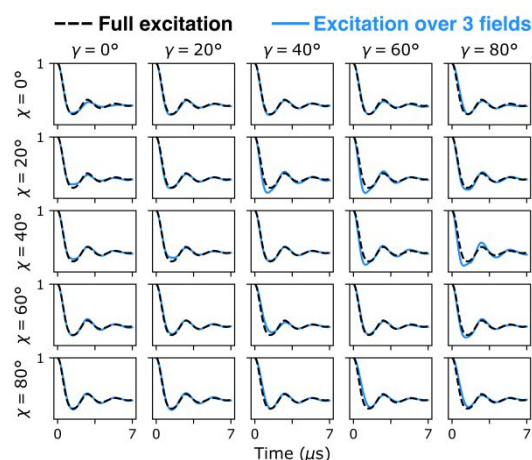 Full excitation Excitation over 3 fields
γ = 0° γ = 20° γ = 40° γ = 60° γ = 80°
1
χ = 0°
1
χ = 20°
1
χ = 40°
1
χ = 60°
1
χ = 80°
0 7 0 7 0 7 0 7 0 7
Time (μs)